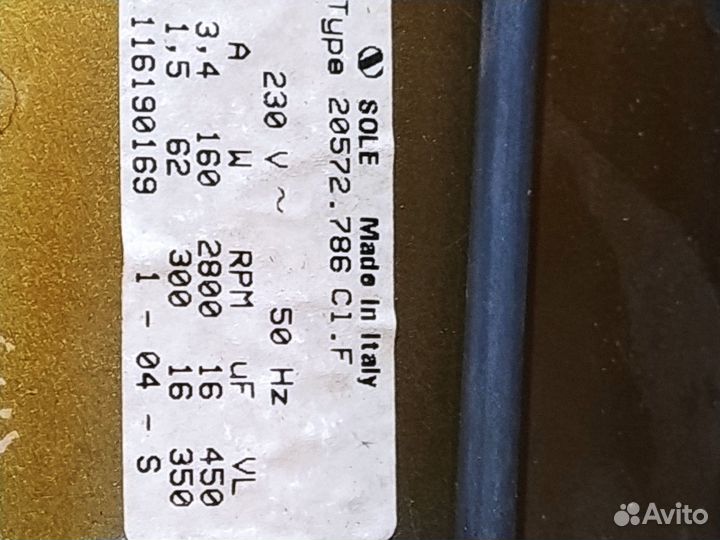 SOLE Made In Italy
Type 20572.786 Cl.F
230 V ~ 50 Hz
A W RPM uF VL
3,4 160 2800 16 450
1,5 62 300 16 350
116190169 1 - 04 - S
Avito